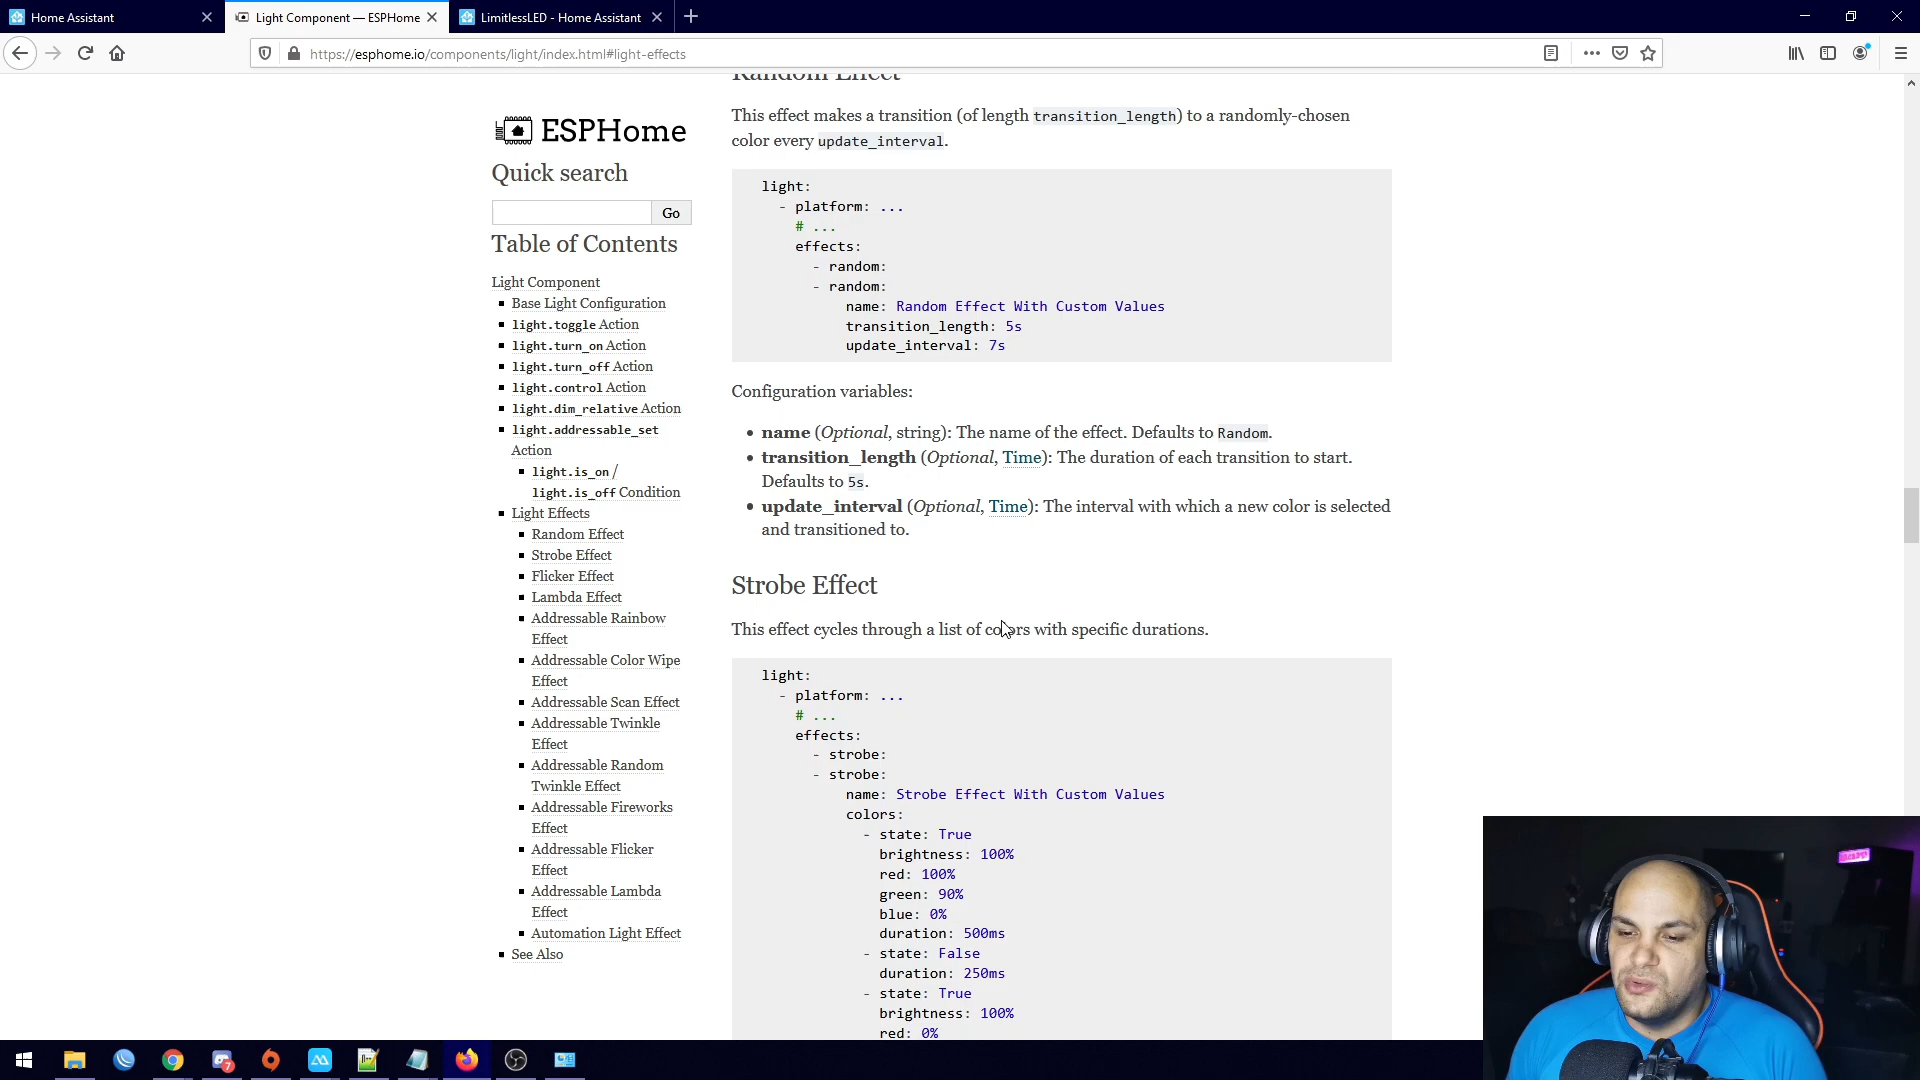 Home Assistant
Light Component — ESPHome
LimitlessLED - Home Assistant
https://esphome.io/components/light/index.html#light-effects
Random Effect
ESPHome
Quick search
Go
Table of Contents
Light Component
Base Light Configuration
light.toggle Action
light.turn_on Action
light.turn_off Action
light.control Action
light.dim_relative Action
light.addressable_set
Action
light.is_on /
light.is_off Condition
Light Effects
Random Effect
Strobe Effect
Flicker Effect
Lambda Effect
Addressable Rainbow
Effect
Addressable Color Wipe
Effect
Addressable Scan Effect
Addressable Twinkle
Effect
Addressable Random
Twinkle Effect
Addressable Fireworks
Effect
Addressable Flicker
Effect
Addressable Lambda
Effect
Automation Light Effect
See Also
This effect makes a transition (of length transition_length) to a randomly-chosen
color every update_interval.
light:
- platform: ...
# ...
effects:
- random:
- random:
name: Random Effect With Custom Values
transition_length: 5s
update_interval: 7s
Configuration variables:
name (Optional, string): The name of the effect. Defaults to Random.
transition_length (Optional, Time): The duration of each transition to start.
Defaults to 5s.
update_interval (Optional, Time): The interval with which a new color is selected
and transitioned to.
Strobe Effect
This effect cycles through a list of colors with specific durations.
light:
- platform: ...
# ...
effects:
- strobe:
- strobe:
name: Strobe Effect With Custom Values
colors:
- state: True
brightness: 100%
red: 100%
green: 90%
blue: 0%
duration: 500ms
- state: False
duration: 250ms
- state: True
brightness: 100%
red: 0%
7